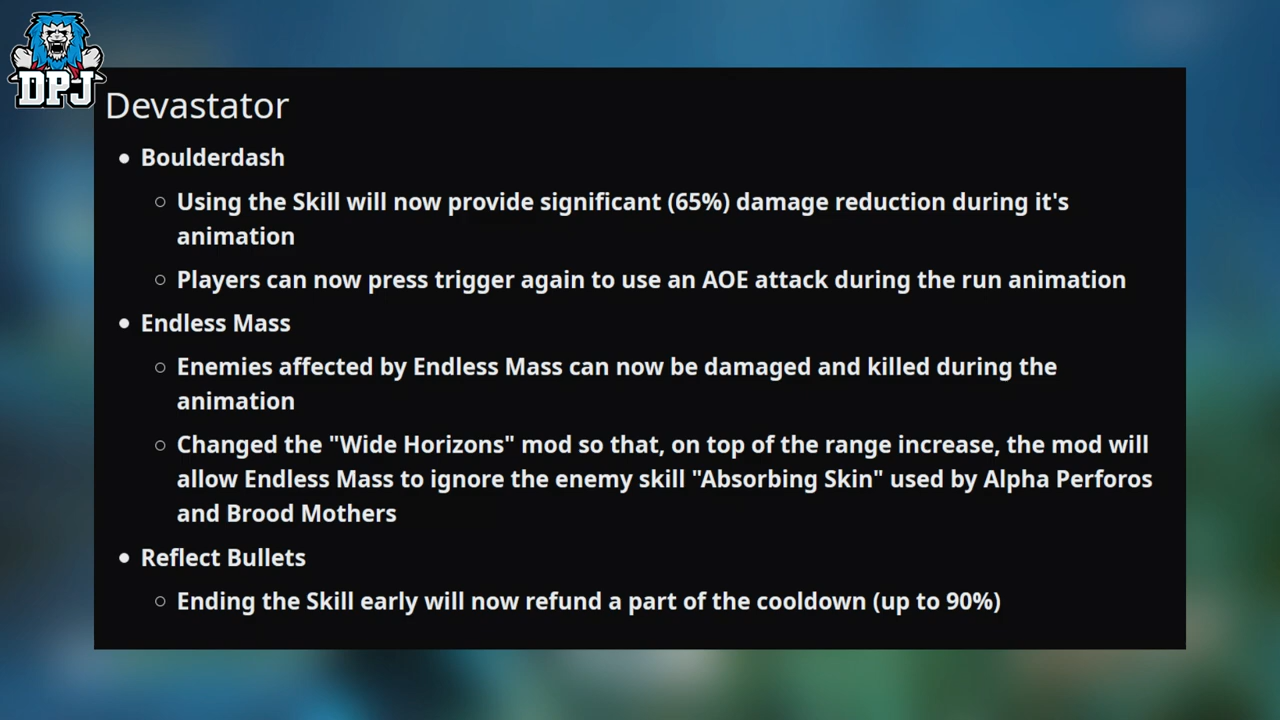 DPJ
Devastator
Boulderdash
Using the Skill will now provide significant (65%) damage reduction during it's
animation
Players can now press trigger again to use an AOE attack during the run animation
Endless Mass
Enemies affected by Endless Mass can now be damaged and killed during the
animation
Changed the "Wide Horizons" mod so that, on top of the range increase, the mod will
allow Endless Mass to ignore the enemy skill "Absorbing Skin" used by Alpha Perforos
and Brood Mothers
Reflect Bullets
Ending the Skill early will now refund a part of the cooldown (up to 90%)